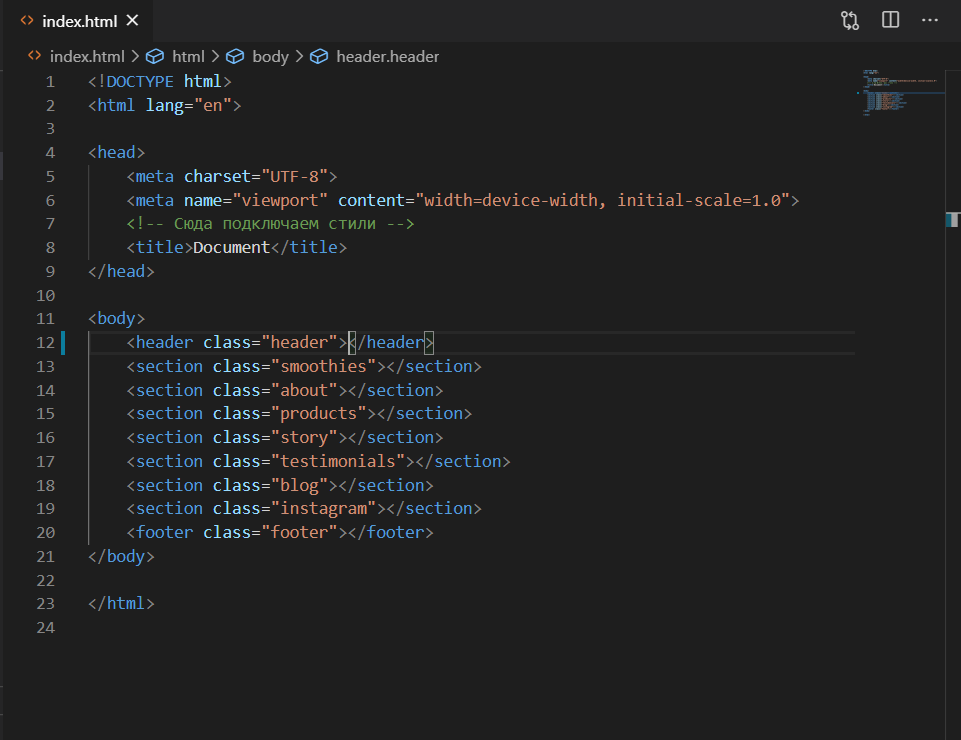 index.html
index.html > html > body > header.header
1 <!DOCTYPE html>
2 <html lang="en">
3
4 <head>
5     <meta charset="UTF-8">
6     <meta name="viewport" content="width=device-width, initial-scale=1.0">
7     <!-- Сюда подключаем стили -->
8     <title>Document</title>
9 </head>
10
11 <body>
12     <header class="header"></header>
13     <section class="smoothies"></section>
14     <section class="about"></section>
15     <section class="products"></section>
16     <section class="story"></section>
17     <section class="testimonials"></section>
18     <section class="blog"></section>
19     <section class="instagram"></section>
20     <footer class="footer"></footer>
21 </body>
22
23 </html>
24